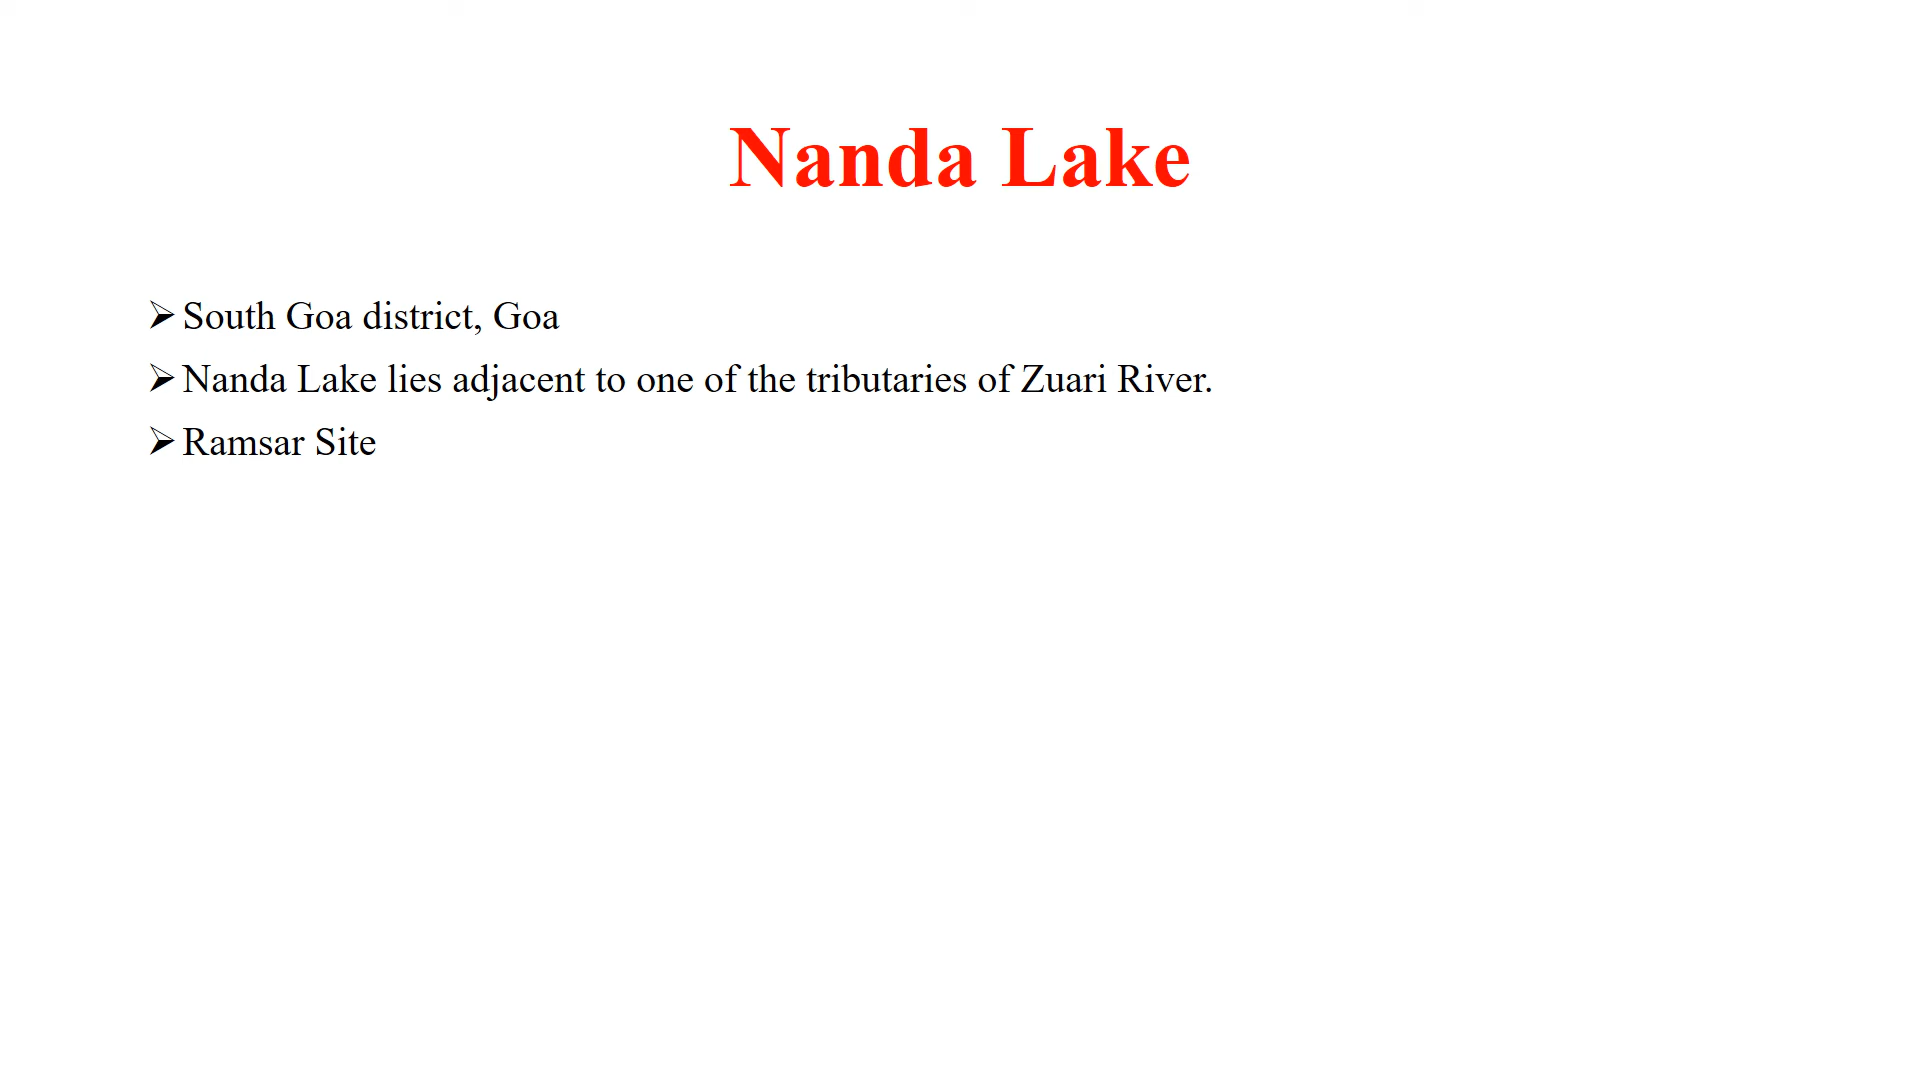 Nanda Lake
➢ South Goa district, Goa
➢ Nanda Lake lies adjacent to one of the tributaries of Zuari River.
➢ Ramsar Site